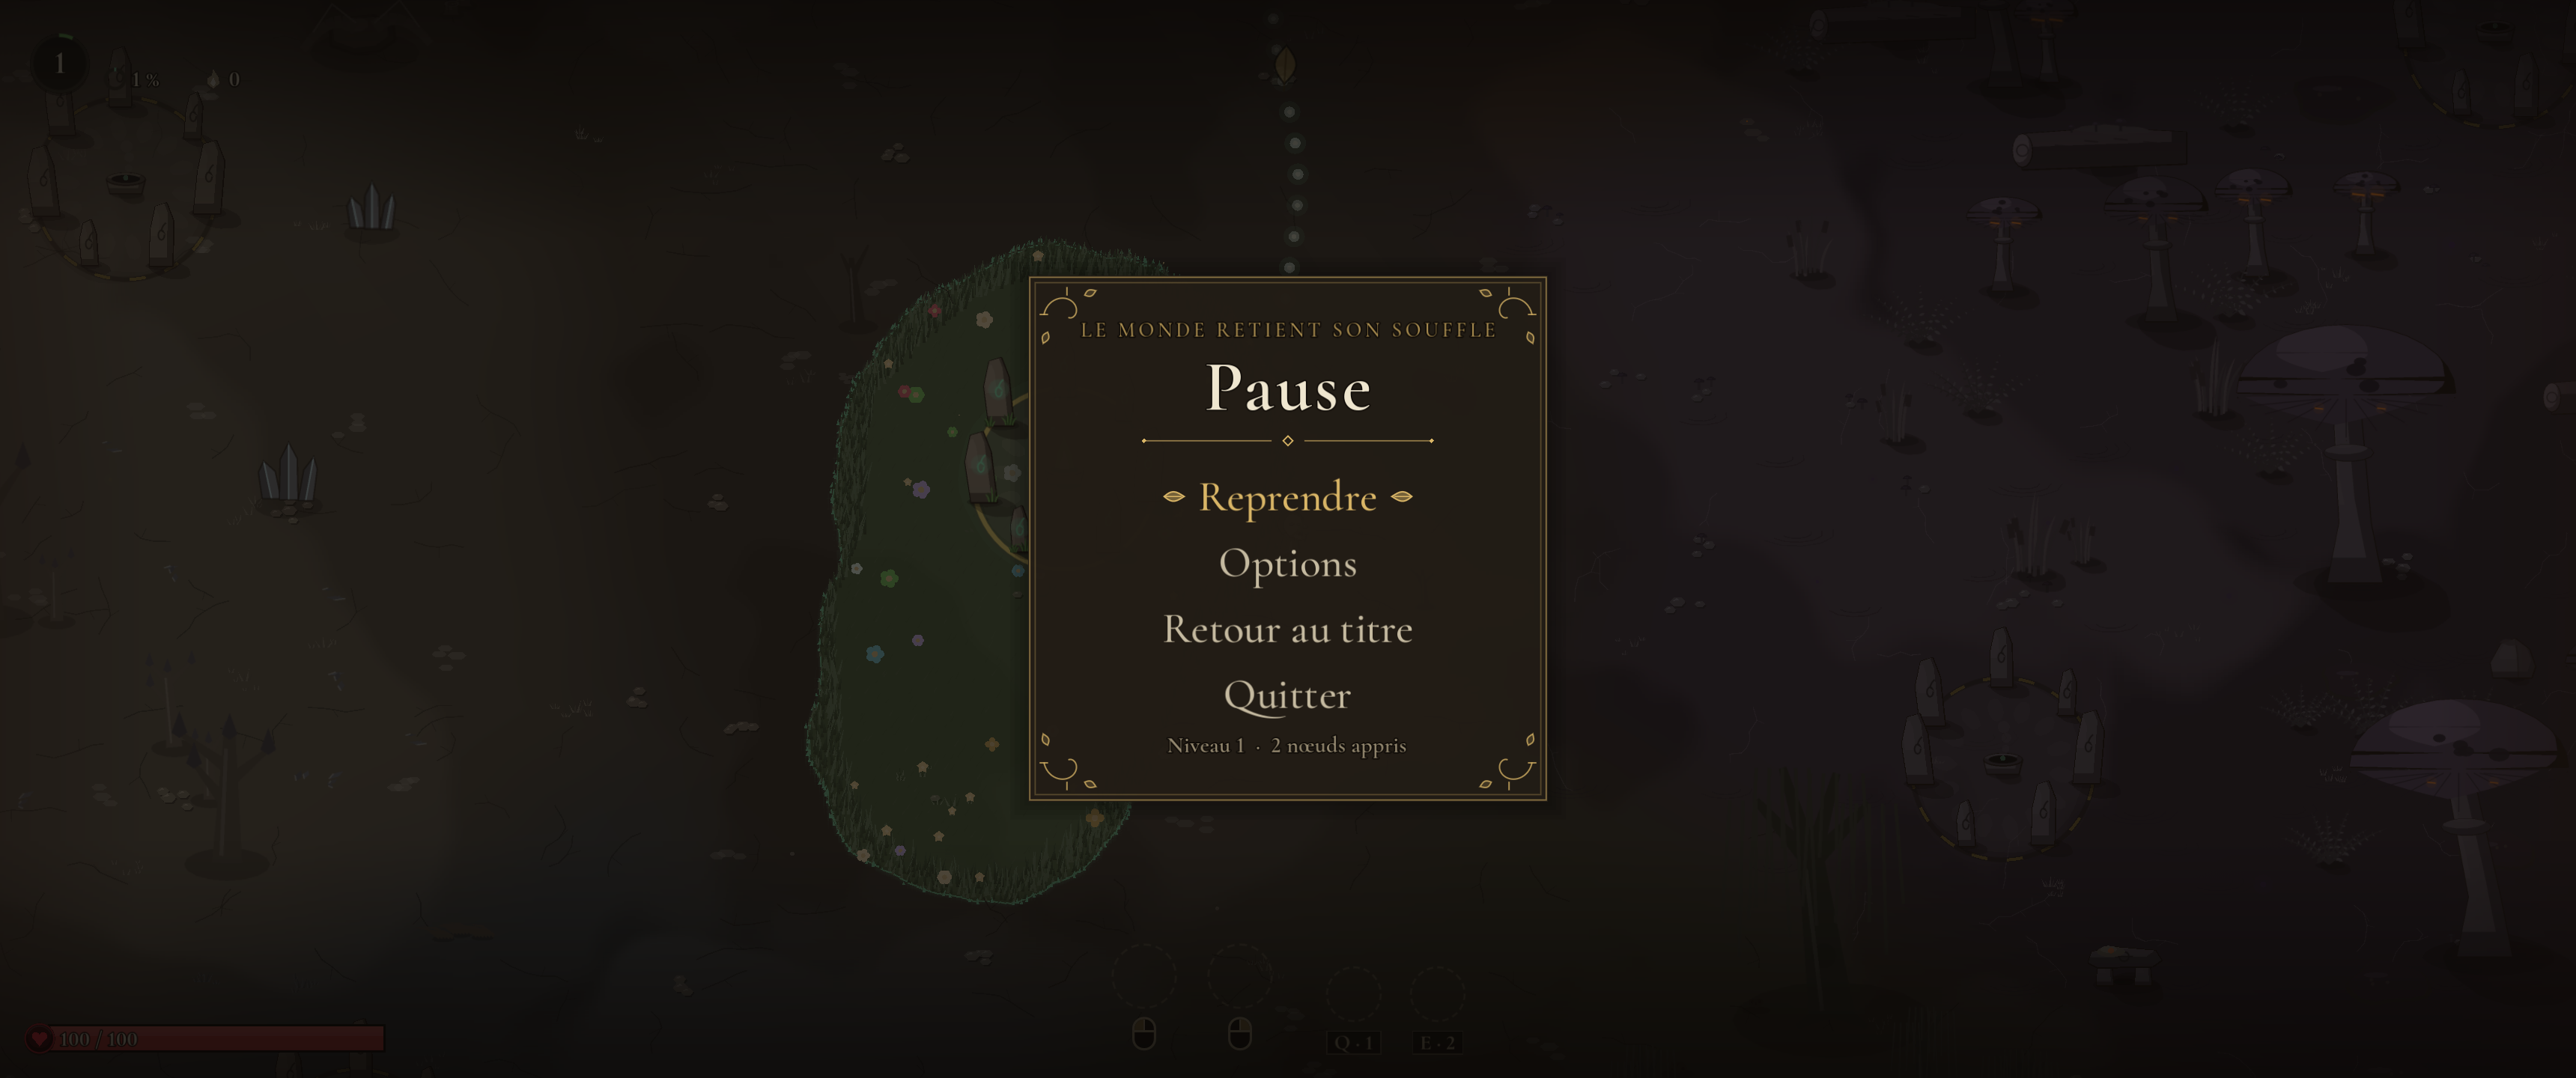 1
1 %
0
LE MONDE RETIENT SON SOUFFLE
Pause
Reprendre
Options
Retour au titre
Quitter
Niveau 1 · 2 nœuds appris
100 / 100
Q · 1
E · 2